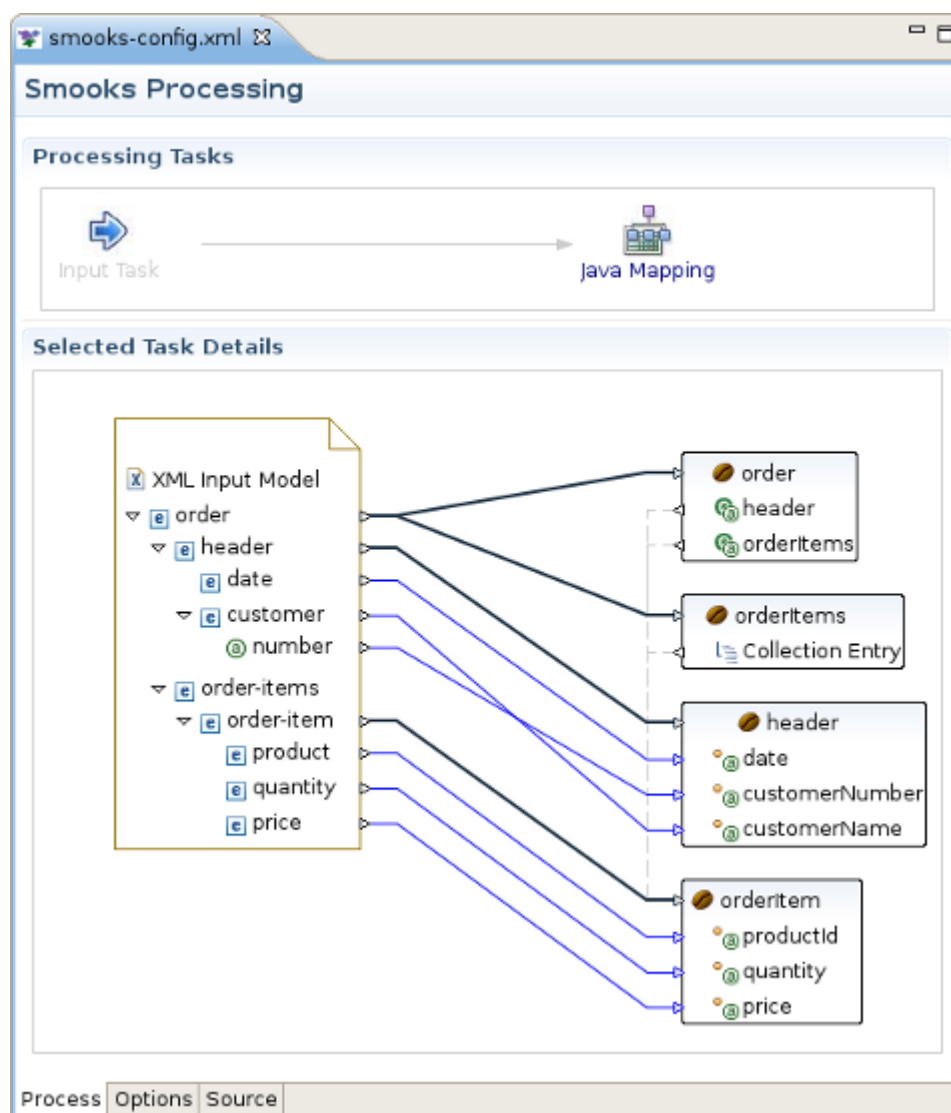 smooks-config.xml
Smooks Processing
Processing Tasks
Input Task
Java Mapping
Selected Task Details
XML Input Model
order
header
date
customer
number
order-items
order-item
product
quantity
price
order
header
orderItems
orderItems
Collection Entry
header
date
customerNumber
customerName
orderItem
productId
quantity
price
Process Options Source